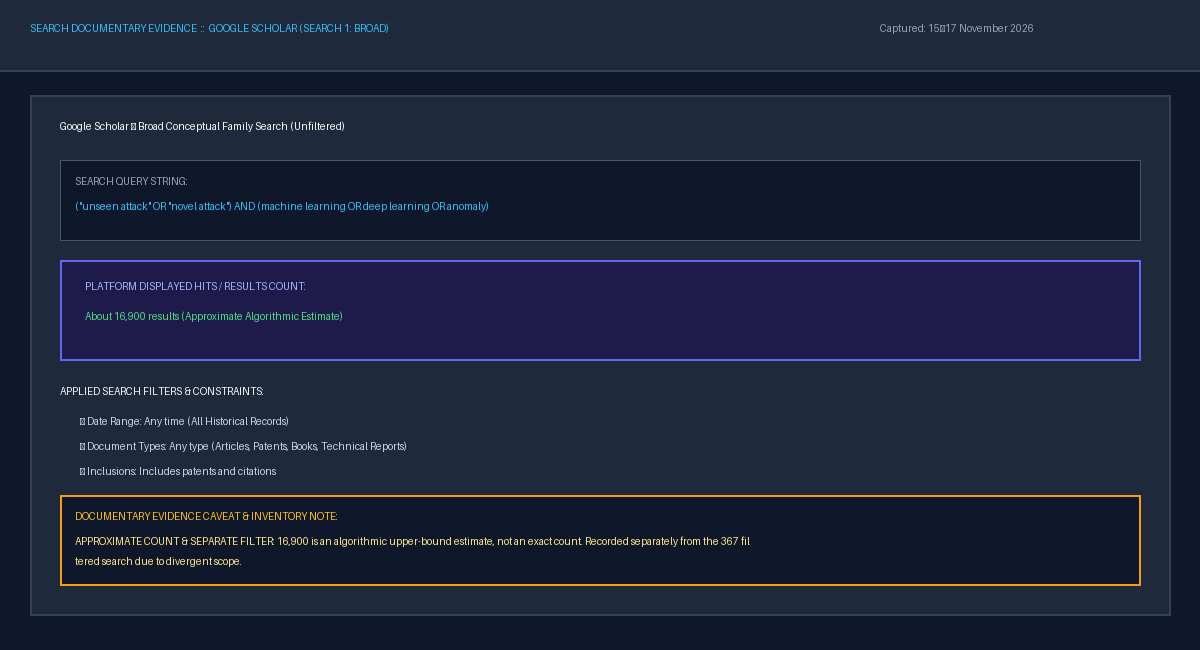 SEARCH DOCUMENTARY EVIDENCE :: GOOGLE SCHOLAR (SEARCH 1: BROAD)
Captured: 15▯17 November 2026
Google Scholar ▯ Broad Conceptual Family Search (Unfiltered)
SEARCH QUERY STRING:
("unseen attack" OR "novel attack") AND (machine learning OR deep learning OR anomaly)
PLATFORM DISPLAYED HITS / RESULTS COUNT:
About 16,900 results (Approximate Algorithmic Estimate)
APPLIED SEARCH FILTERS & CONSTRAINTS:
▯ Date Range: Any time (All Historical Records)
▯ Document Types: Any type (Articles, Patents, Books, Technical Reports)
▯ Inclusions: Includes patents and citations
DOCUMENTARY EVIDENCE CAVEAT & INVENTORY NOTE:
APPROXIMATE COUNT & SEPARATE FILTER: 16,900 is an algorithmic upper-bound estimate, not an exact count. Recorded separately from the 367 fil
tered search due to divergent scope.